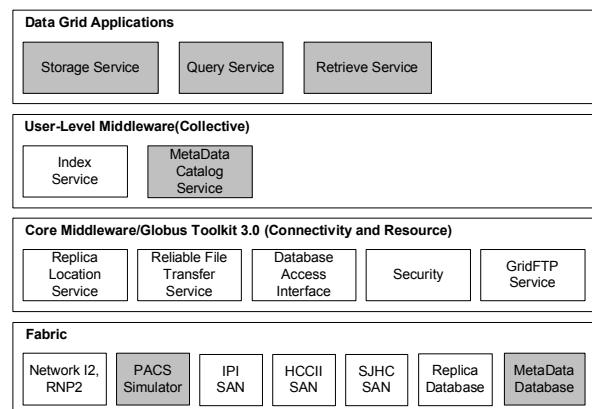 Data Grid Applications
Storage Service
Query Service
Retrieve Service
User-Level Middleware(Collective)
Index
Service
MetaData
Catalog
Service
Core Middleware/Globus Toolkit 3.0 (Connectivity and Resource)
Replica
Location
Service
Reliable File
Transfer
Service
Database
Access
Interface
Security
GridFTP
Service
Fabric
Network I2,
RNP2
PACS
Simulator
IPI
SAN
HCCII
SAN
SJHC
SAN
Replica
Database
MetaData
Database